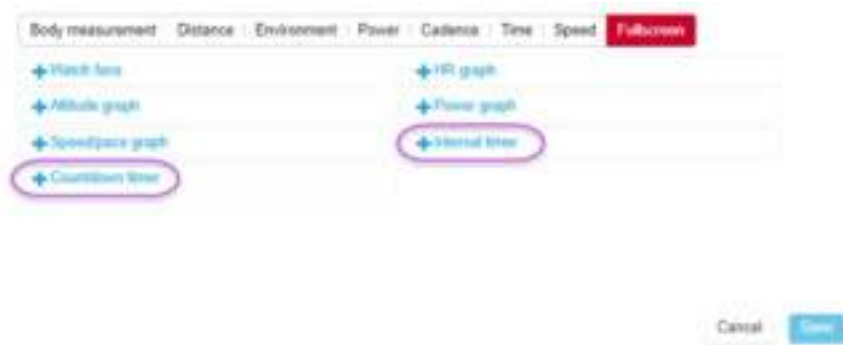 Body measurement Distance Environment Power Cadence Time Speed Fullscreen
Watch face
HR graph
Altitude graph
Power graph
Speed/pace graph
Interval timer
Countdown timer
Cancel Save